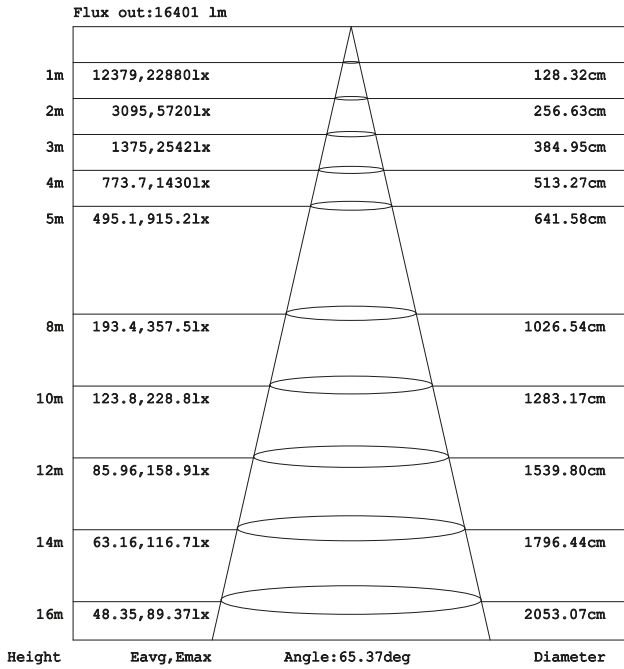 Flux out:16401 lm
1m 12379,22880lx 128.32cm
2m 3095,5720lx 256.63cm
3m 1375,2542lx 384.95cm
4m 773.7,1430lx 513.27cm
5m 495.1,915.2lx 641.58cm
8m 193.4,357.5lx 1026.54cm
10m 123.8,228.8lx 1283.17cm
12m 85.96,158.9lx 1539.80cm
14m 63.16,116.7lx 1796.44cm
16m 48.35,89.37lx 2053.07cm
Height Eavg,Emax Angle:65.37deg Diameter